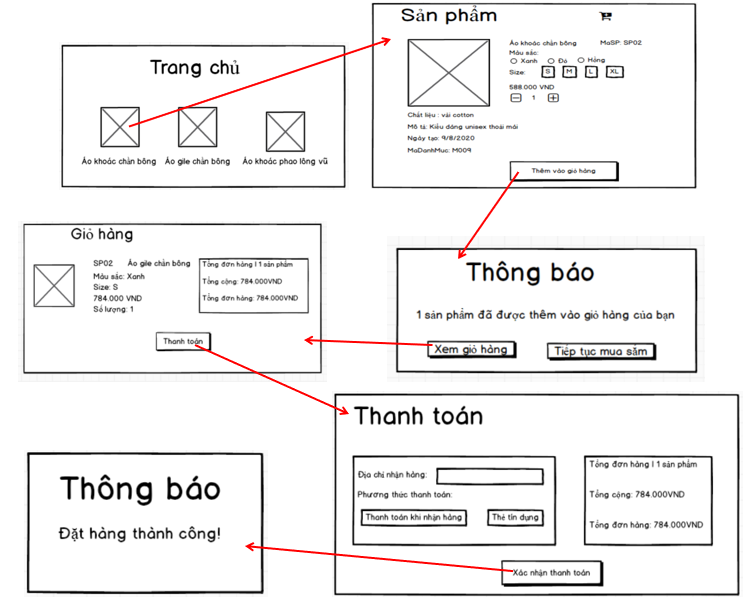 Trang chủ
Áo khoác chần bông
Áo gile chần bông
Áo khoác phao lông vũ
Sản phẩm
Áo khoác chần bông
MaSP: SP02
Màu sắc:
Xanh
Đỏ
Hồng
Size:
S
M
L
XL
588.000 VND
1
Chất liệu : vải cotton
Mô tả: Kiểu dáng unisex thoải mái
Ngày tạo: 9/8/2020
MaDanhMuc: M009
Thêm vào giỏ hàng
Thông báo
1 sản phẩm đã được thêm vào giỏ hàng của bạn
Xem giỏ hàng
Tiếp tục mua sắm
Giỏ hàng
SP02
Áo gile chần bông
Màu sắc: Xanh
Size: S
784.000 VND
Số lượng: 1
Tổng đơn hàng | 1 sản phẩm
Tổng cộng: 784.000VND
Tổng đơn hàng: 784.000VND
Thanh toán
Thanh toán
Địa chỉ nhận hàng:
Phương thức thanh toán:
Thanh toán khi nhận hàng
Thẻ tín dụng
Tổng đơn hàng | 1 sản phẩm
Tổng cộng: 784.000VND
Tổng đơn hàng: 784.000VND
Xác nhận thanh toán
Thông báo
Đặt hàng thành công!